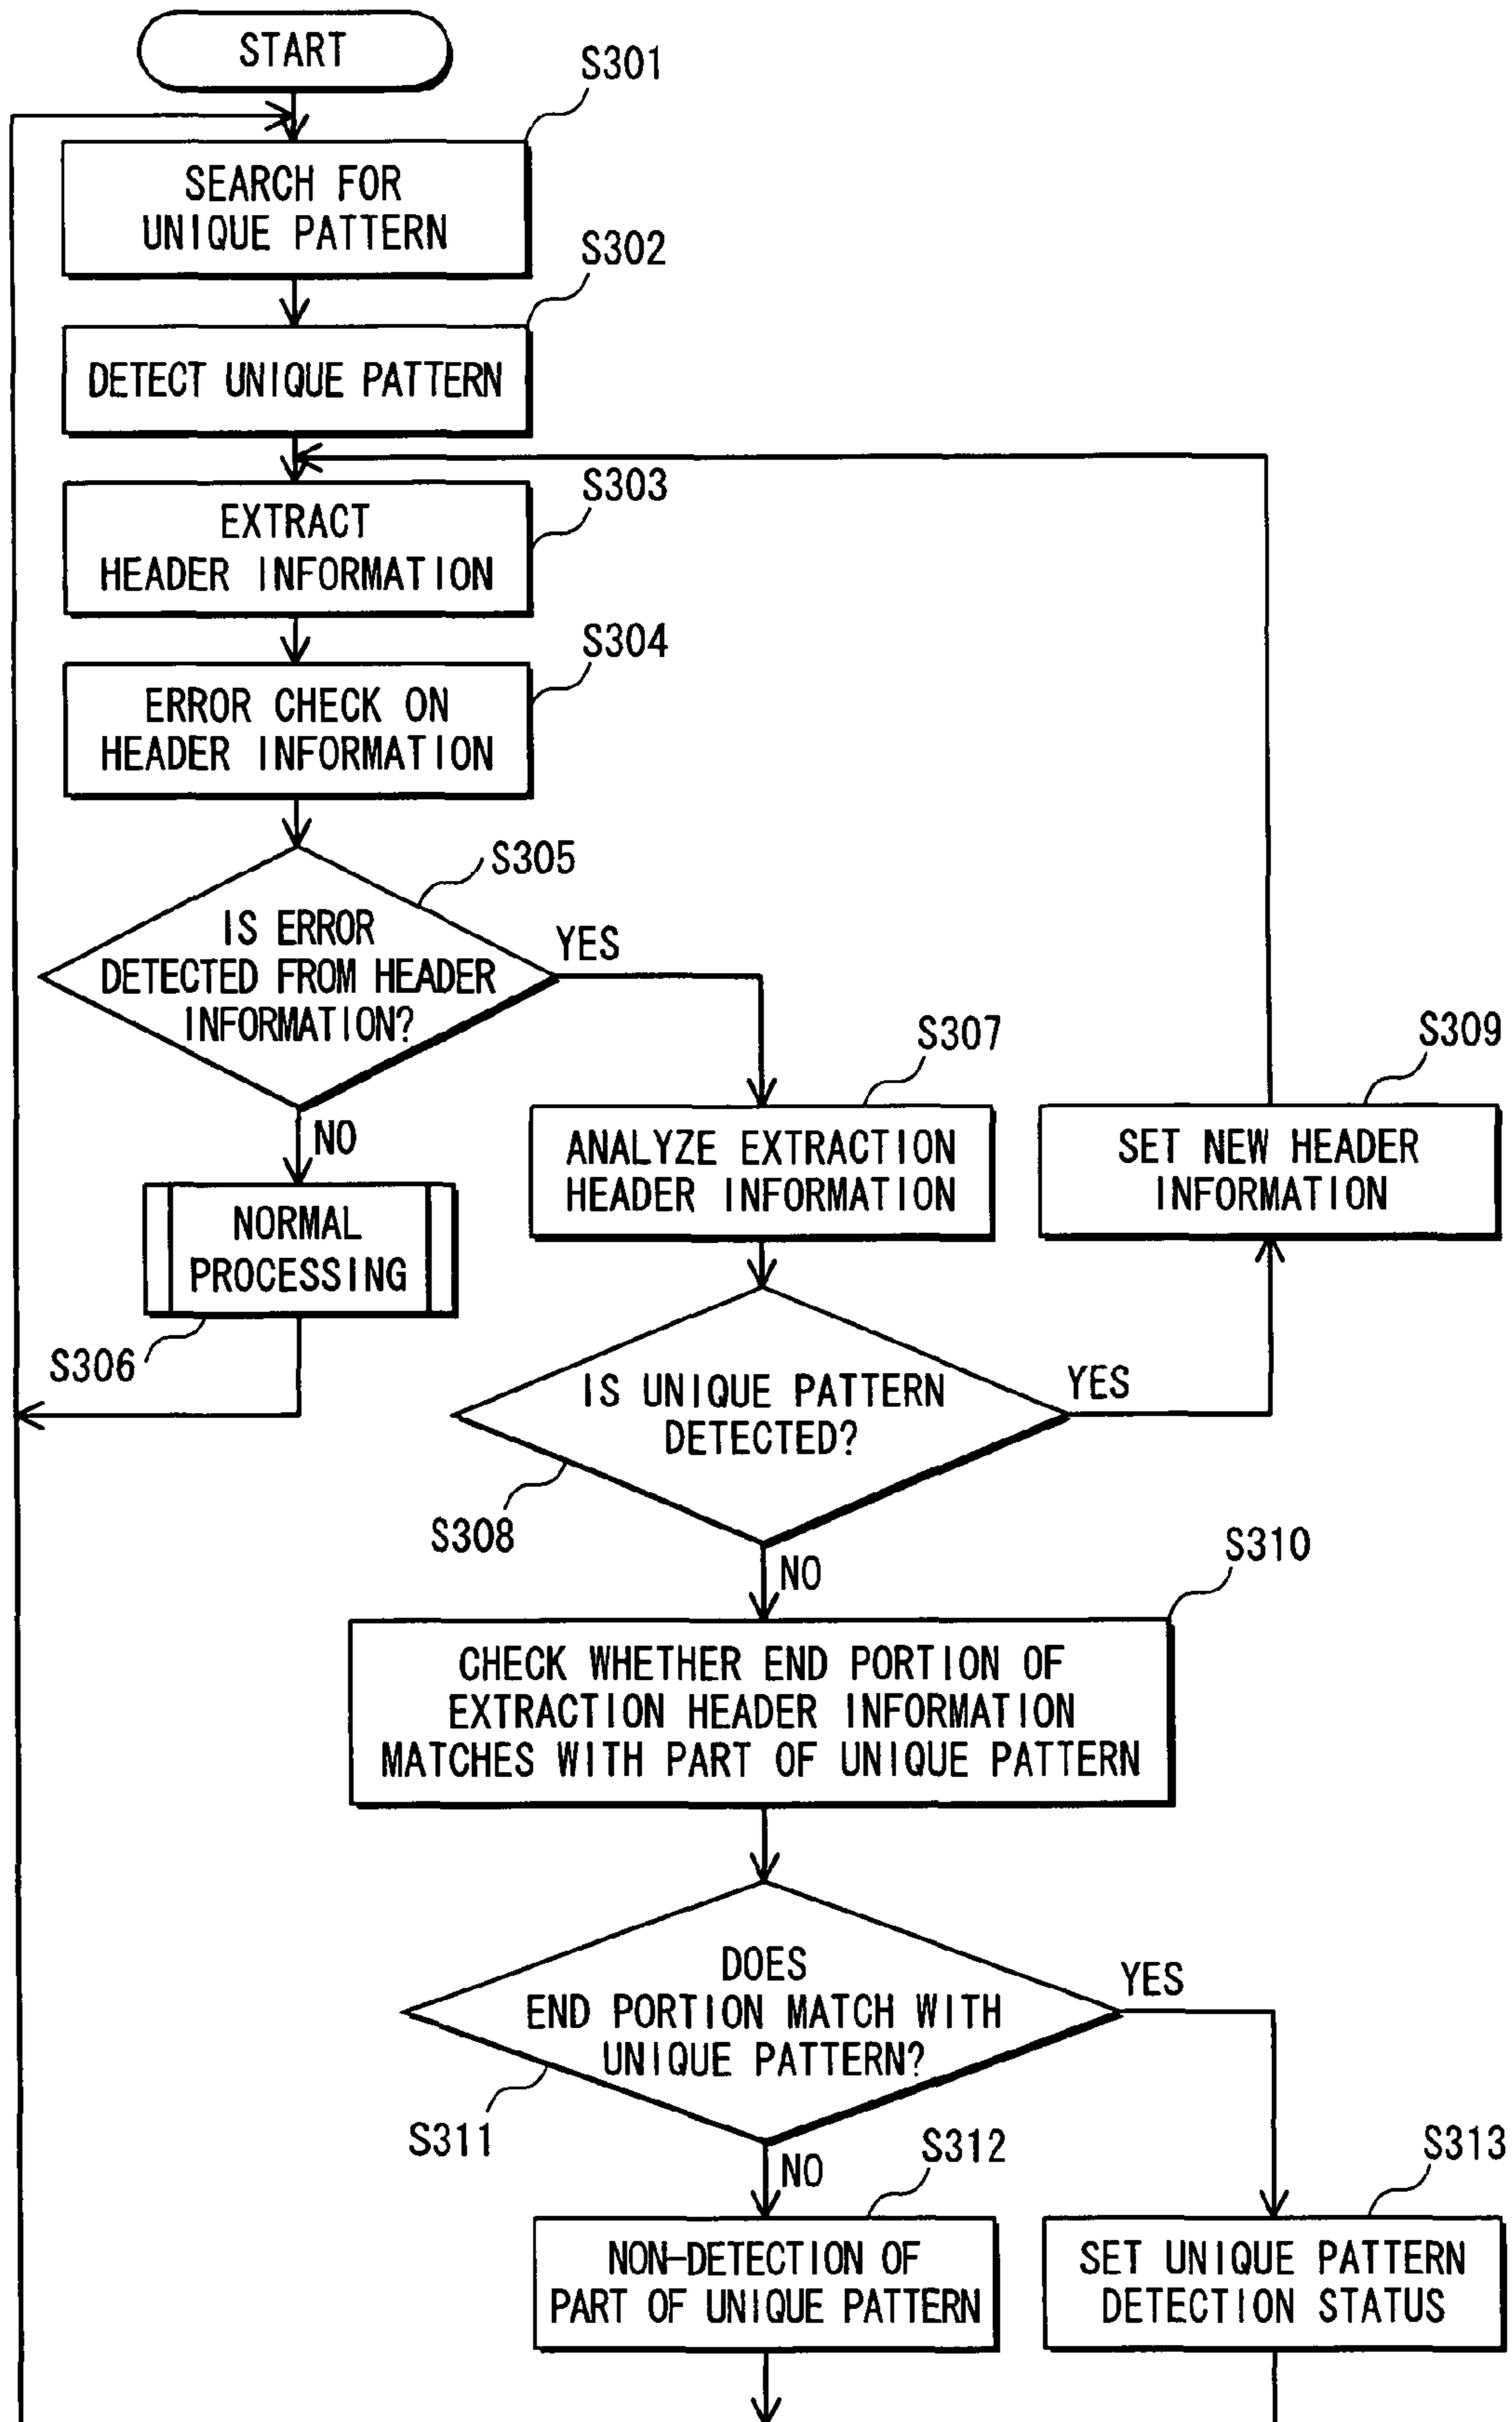 START
S301
SEARCH FOR
UNIQUE PATTERN
S302
DETECT UNIQUE PATTERN
S303
EXTRACT
HEADER INFORMATION
S304
ERROR CHECK ON
HEADER INFORMATION
S305
IS ERROR
DETECTED FROM HEADER
INFORMATION?
YES
NO
S307
S309
ANALYZE EXTRACTION
HEADER INFORMATION
SET NEW HEADER
INFORMATION
NORMAL
PROCESSING
S306
IS UNIQUE PATTERN
DETECTED?
YES
S308
NO
S310
CHECK WHETHER END PORTION OF
EXTRACTION HEADER INFORMATION
MATCHES WITH PART OF UNIQUE PATTERN
DOES
END PORTION MATCH WITH
UNIQUE PATTERN?
YES
S311
NO
S312
S313
NON-DETECTION OF
PART OF UNIQUE PATTERN
SET UNIQUE PATTERN
DETECTION STATUS